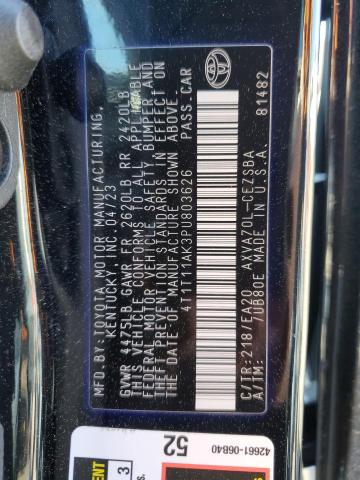 MFD.BY:TOYOTA MOTOR MANUFACTURING,
KENTUCKY, INC. 04/23
GVWR 4475LB GAWR FR 2620LB RR 2420LB
THIS VEHICLE CONFORMS TO ALL APPLICABLE
FEDERAL MOTOR VEHICLE SAFETY, BUMPER AND
THEFT PREVENTION STANDARDS IN EFFECT ON
DATE OF MANUFACTURE SHOWN ABOVE.
4T1T11AK3PU803626 PASS.CAR
C/TR:218/EA20 AXVA70L-CEZSBA
A/TM: 7UB80E MADE IN U.S.A. 81482
42661-06B40
52
3